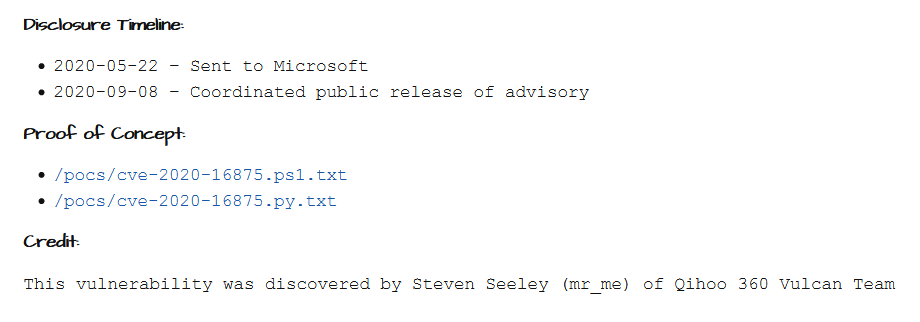 Disclosure Timeline:
2020-05-22 – Sent to Microsoft
2020-09-08 – Coordinated public release of advisory
Proof of Concept:
/pocs/cve-2020-16875.ps1.txt
/pocs/cve-2020-16875.py.txt
Credit:
This vulnerability was discovered by Steven Seeley (mr_me) of Qihoo 360 Vulcan Team